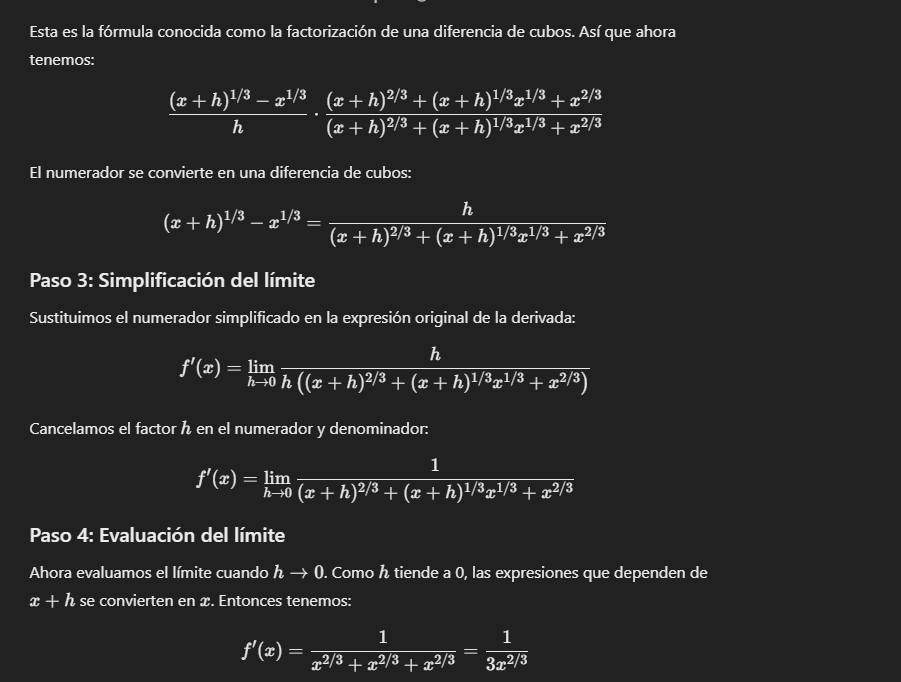 Esta es la fórmula conocida como la factorización de una diferencia de cubos. Así que ahora
tenemos:
\frac{(x+h)^{1/3} - x^{1/3}}{h} \cdot \frac{(x+h)^{2/3} + (x+h)^{1/3}x^{1/3} + x^{2/3}}{(x+h)^{2/3} + (x+h)^{1/3}x^{1/3} + x^{2/3}}
El numerador se convierte en una diferencia de cubos:
(x+h)^{1/3} - x^{1/3} = \frac{h}{(x+h)^{2/3} + (x+h)^{1/3}x^{1/3} + x^{2/3}}
Paso 3: Simplificación del límite
Sustituimos el numerador simplificado en la expresión original de la derivada:
f'(x) = \lim_{h \to 0} \frac{h}{h\left((x+h)^{2/3} + (x+h)^{1/3}x^{1/3} + x^{2/3}\right)}
Cancelamos el factor h en el numerador y denominador:
f'(x) = \lim_{h \to 0} \frac{1}{(x+h)^{2/3} + (x+h)^{1/3}x^{1/3} + x^{2/3}}
Paso 4: Evaluación del límite
Ahora evaluamos el límite cuando h → 0. Como h tiende a 0, las expresiones que dependen de
x + h se convierten en x. Entonces tenemos:
f'(x) = \frac{1}{x^{2/3} + x^{2/3} + x^{2/3}} = \frac{1}{3x^{2/3}}